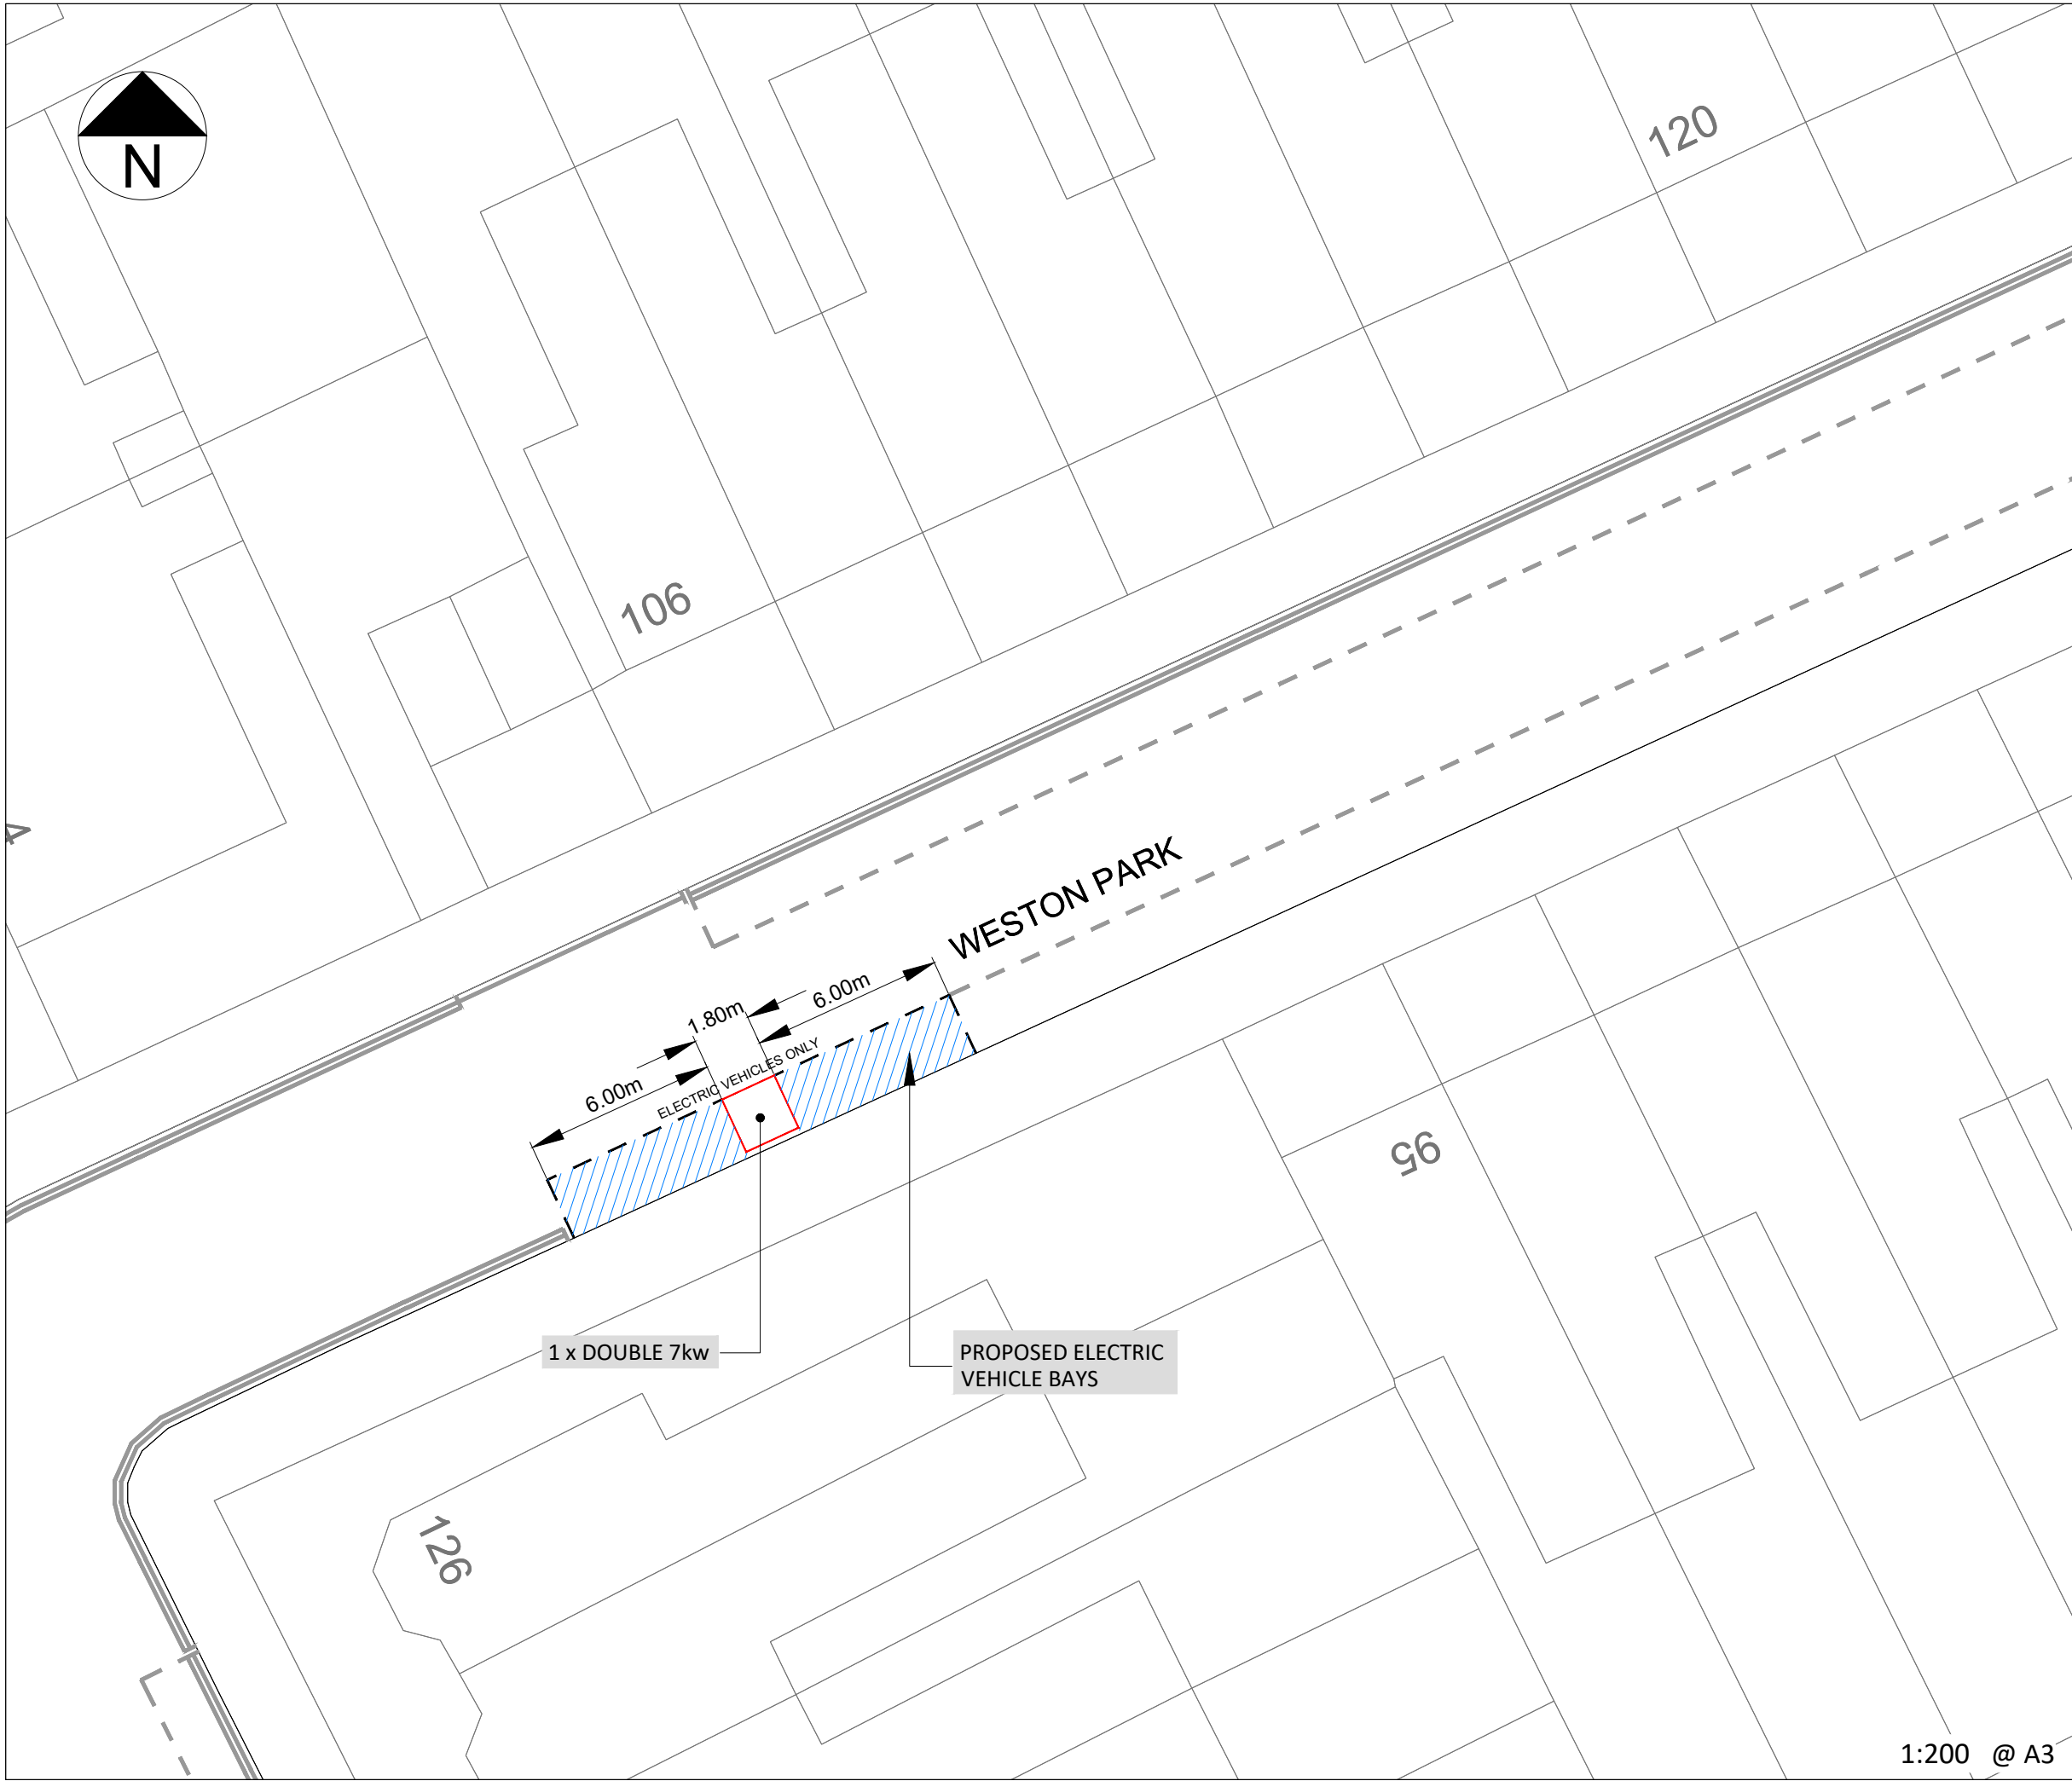 N
120
106
4
WESTON PARK
6.00m
1.80m
6.00m
ELECTRIC VEHICLES ONLY
95
1 x DOUBLE 7kw
PROPOSED ELECTRIC
VEHICLE BAYS
126
1:200 @ A3